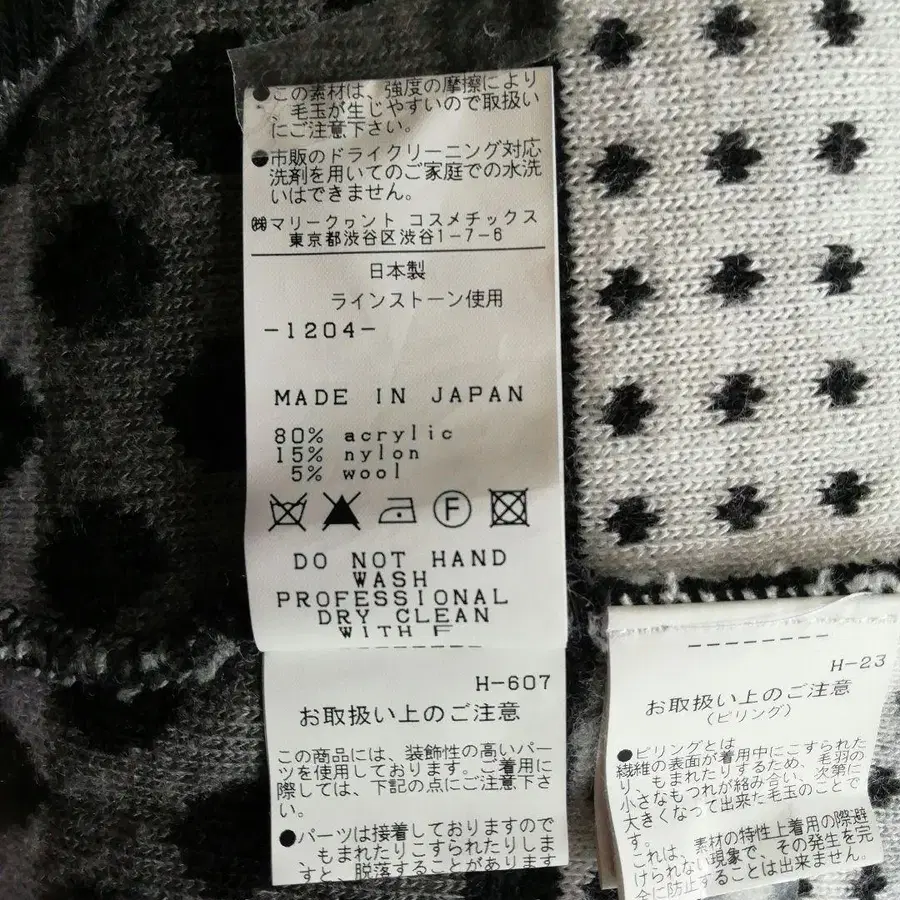 ●この素材は、強度の摩擦により
毛玉が生じやすいので取扱い
にご注意下さい。
●市販のドライクリーニング対応
洗剤を用いてのご家庭での水洗
いはできません。
㈱マリークヮント コスメチックス
東京都渋谷区渋谷1-7-6
日本製
ラインストーン使用
-1204-
MADE IN JAPAN
80% acrylic
15% nylon
5% wool
F
DO NOT HAND
WASH
PROFESSIONAL
DRY CLEAN
WITH F
H-607
お取扱い上のご注意
この商品には、装飾性の高いパー
ツを使用しております。ご着用に
際しては、下記の点にご注意下さ
い。
●パーツは接着しておりますので
もまれたりこすられたりしま
すと、脱落することがあります
H-23
お取扱い上のご注意
(ピリング)
●ピリングとは
繊維の表面が着用中にこすられた
り、もまれたりするため、毛羽の
小さなもつれが絡み合い、次第に
大きくなって出来た毛玉のことで
す。
これは、素材の特性上着用の際避
けられない現象で、その発生を完
全に防止することは出来ません。